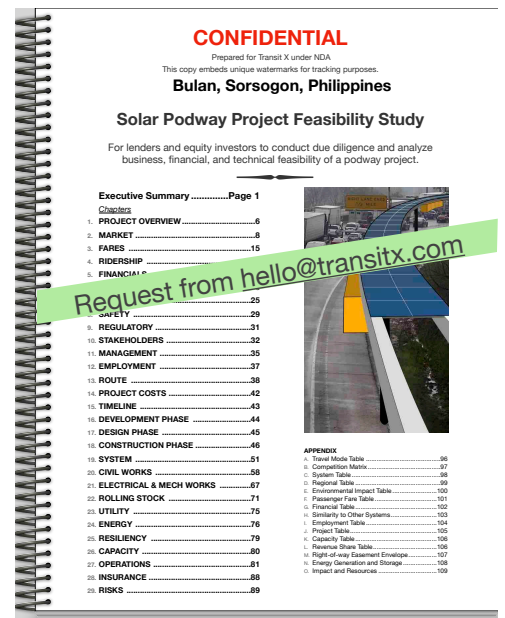 CONFIDENTIAL
Prepared for Transit X under NDA
This copy embeds unique watermarks for tracking purposes.
Bulan, Sorsogon, Philippines
Solar Podway Project Feasibility Study
For lenders and equity investors to conduct due diligence and analyze
business, financial, and technical feasibility of a podway project.
Executive Summary.............Page 1
Chapters
1. PROJECT OVERVIEW..................................6
2. MARKET..................................8
3. FARES..................................15
4. RIDERSHIP
5. FINANCIALS
Request from hello@transitx.com
25
8. SAFETY..................................29
9. REGULATORY..................................31
10. STAKEHOLDERS..................................32
11. MANAGEMENT..................................35
12. EMPLOYMENT..................................37
13. ROUTE..................................38
14. PROJECT COSTS..................................42
15. TIMELINE..................................43
16. DEVELOPMENT PHASE..................................44
17. DESIGN PHASE..................................45
18. CONSTRUCTION PHASE..................................46
19. SYSTEM..................................51
20. CIVIL WORKS..................................58
21. ELECTRICAL & MECH WORKS..................................67
22. ROLLING STOCK..................................71
23. UTILITY..................................75
24. ENERGY..................................76
25. RESILIENCY..................................79
26. CAPACITY..................................80
27. OPERATIONS..................................81
28. INSURANCE..................................88
29. RISKS..................................89
APPENDIX
A. Travel Mode Table..................................96
B. Competition Matrix..................................97
C. System Table..................................98
D. Regional Table..................................99
E. Environmental Impact Table..................................100
F. Passenger Fare Table..................................101
G. Financial Table..................................102
H. Similarity to Other Systems..................................103
I. Employment Table..................................104
J. Project Table..................................105
K. Capacity Table..................................106
L. Revenue Share Table..................................106
M. Right-of-way Easement Envelope..................................107
N. Energy Generation and Storage..................................108
O. Impact and Resources..................................109